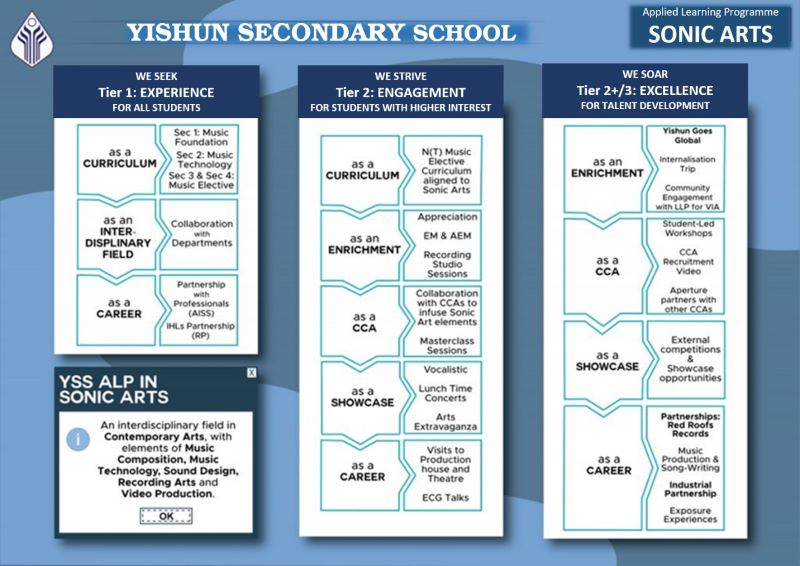 YISHUN SECONDARY SCHOOL
Applied Learning Programme
SONIC ARTS
WE SEEK
Tier 1: EXPERIENCE
FOR ALL STUDENTS
as a
CURRICULUM
Sec 1: Music
Foundation
Sec 2: Music
Technology
Sec 3 & Sec 4:
Music Elective
as an
INTER-
DISPLINARY
FIELD
Collaboration
with
Departments
as a
CAREER
Partnership
with
Professionals
(AISS)
IHLs Partnership
(RP)
YSS ALP IN
SONIC ARTS
X
i
An interdisciplinary field in
Contemporary Arts, with
elements of Music
Composition, Music
Technology, Sound Design,
Recording Arts and
Video Production.
OK
WE STRIVE
Tier 2: ENGAGEMENT
FOR STUDENTS WITH HIGHER INTEREST
as a
CURRICULUM
N(T) Music
Elective
Curriculum
aligned to
Sonic Arts
as an
ENRICHMENT
Appreciation
EM & AEM
Recording
Studio
Sessions
as a
CCA
Collaboration
with CCAs to
infuse Sonic
Art elements
Masterclass
Sessions
as a
SHOWCASE
Vocalistic
Lunch Time
Concerts
Arts
Extravaganza
as a
CAREER
Visits to
Production
house and
Theatre
ECG Talks
WE SOAR
Tier 2+/3: EXCELLENCE
FOR TALENT DEVELOPMENT
as an
ENRICHMENT
Yishun Goes
Global
Internalisation
Trip
Community
Engagement
with LLP for VIA
as a
CCA
Student-Led
Workshops
CCA
Recruitment
Video
Aperture
partners with
other CCAs
as a
SHOWCASE
External
competitions
&
Showcase
opportunities
as a
CAREER
Partnerships:
Red Roofs
Records
Music
Production &
Song-Writing
Industrial
Partnership
Exposure
Experiences